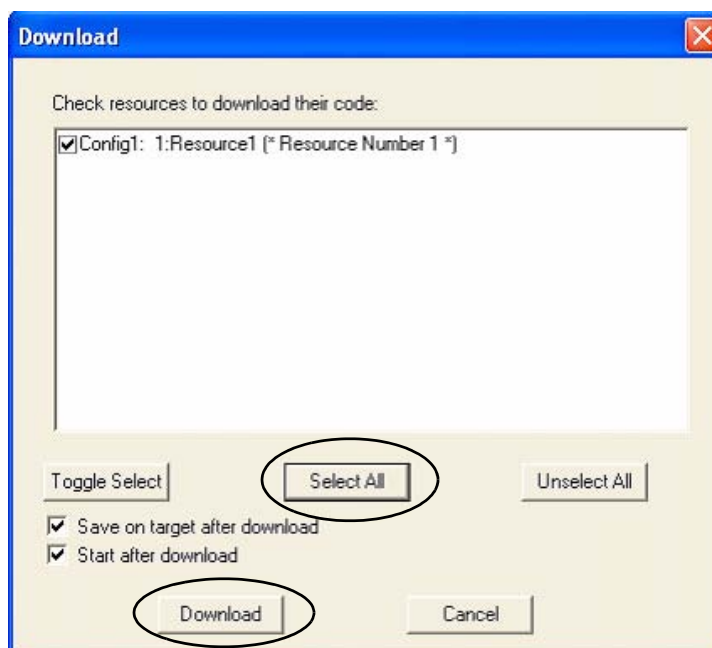 Download
Check resources to download their code:
Config1: 1:Resource1 (* Resource Number 1 *)
Toggle Select Select All Unselect All
Save on target after download
Start after download
Download Cancel